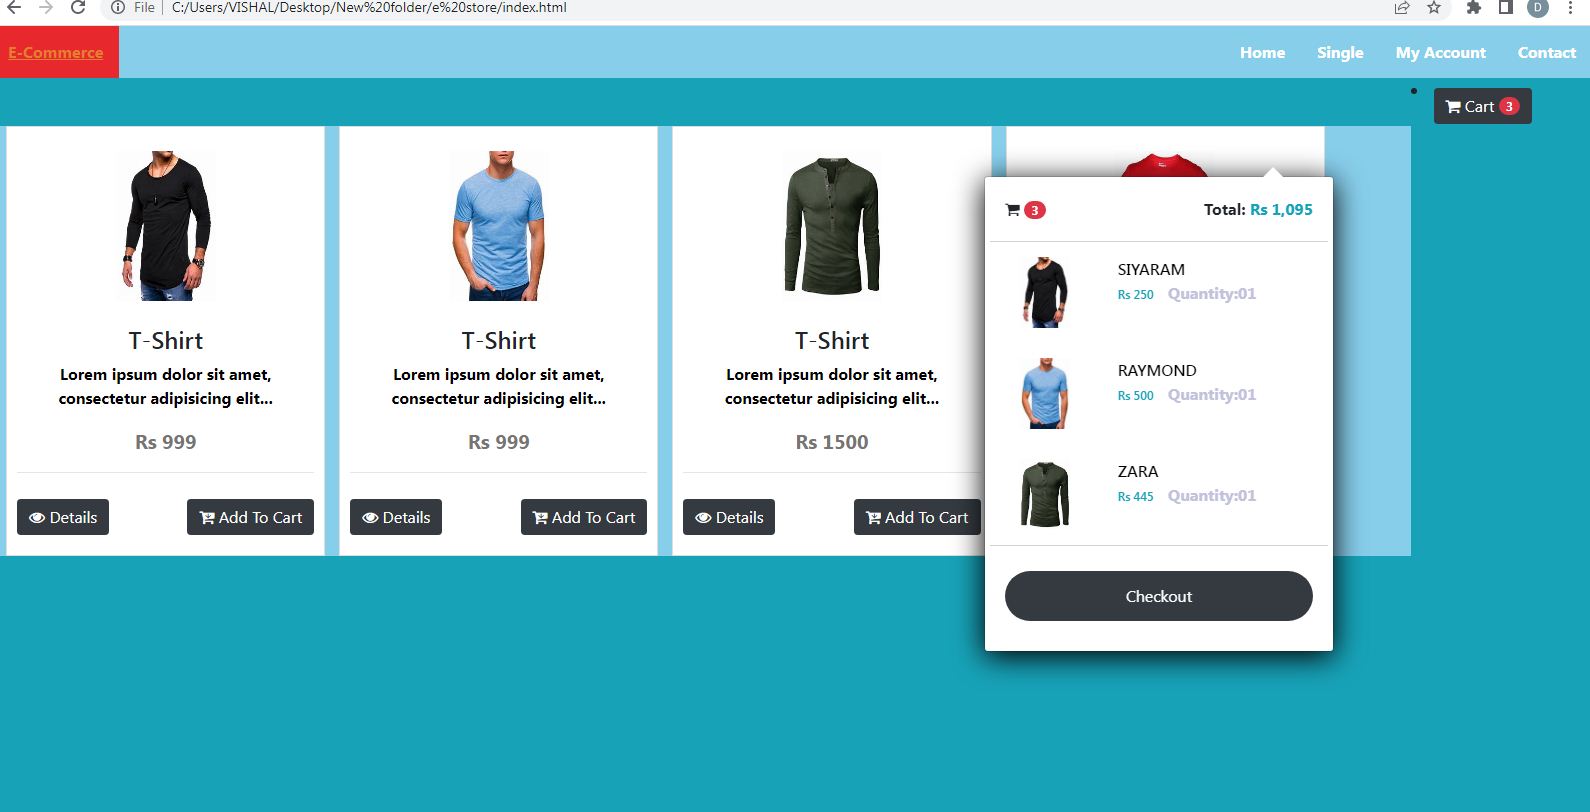 File C:/Users/VISHAL/Desktop/New%20folder/e%20store/index.html D
E-Commerce Home Single My Account Contact
Cart 3
T-Shirt
Lorem ipsum dolor sit amet,
consectetur adipisicing elit...
Rs 999
Details Add To Cart
T-Shirt
Lorem ipsum dolor sit amet,
consectetur adipisicing elit...
Rs 999
Details Add To Cart
T-Shirt
Lorem ipsum dolor sit amet,
consectetur adipisicing elit...
Rs 1500
Details Add To Cart
3 Total: Rs 1,095
SIYARAM
Rs 250 Quantity:01
RAYMOND
Rs 500 Quantity:01
ZARA
Rs 445 Quantity:01
Checkout